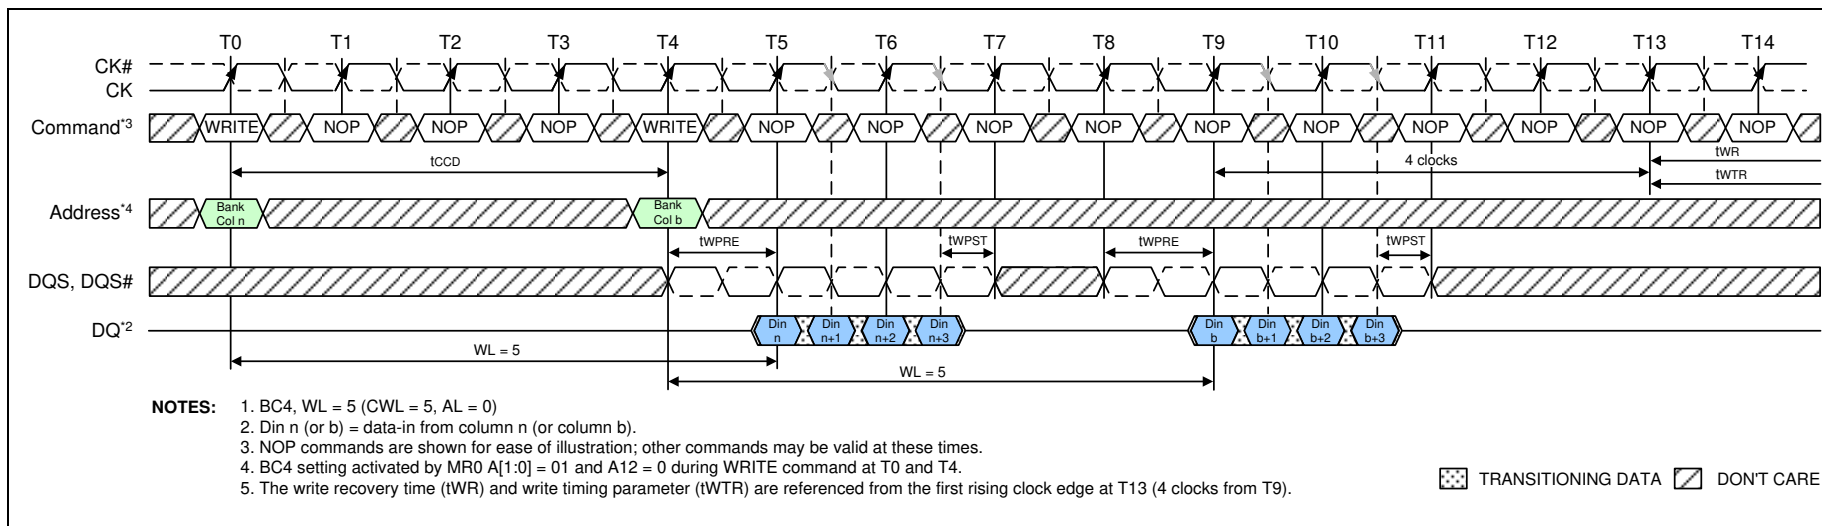 T0 T1 T2 T3 T4 T5 T6 T7 T8 T9 T10 T11 T12 T13 T14
CK#
CK
Command*3 WRITE NOP NOP NOP WRITE NOP NOP NOP NOP NOP NOP NOP NOP NOP NOP
tCCD 4 clocks tWR
tWTR
Address*4 Bank Col n Bank Col b
tWPRE tWPST tWPRE tWPST
DQS, DQS#
DQ*2 Din n Din n+1 Din n+2 Din n+3 Din b Din b+1 Din b+2 Din b+3
WL = 5
WL = 5
NOTES: 1. BC4, WL = 5 (CWL = 5, AL = 0)
2. Din n (or b) = data-in from column n (or column b).
3. NOP commands are shown for ease of illustration; other commands may be valid at these times.
4. BC4 setting activated by MR0 A[1:0] = 01 and A12 = 0 during WRITE command at T0 and T4.
5. The write recovery time (tWR) and write timing parameter (tWTR) are referenced from the first rising clock edge at T13 (4 clocks from T9).
TRANSITIONING DATA DON'T CARE